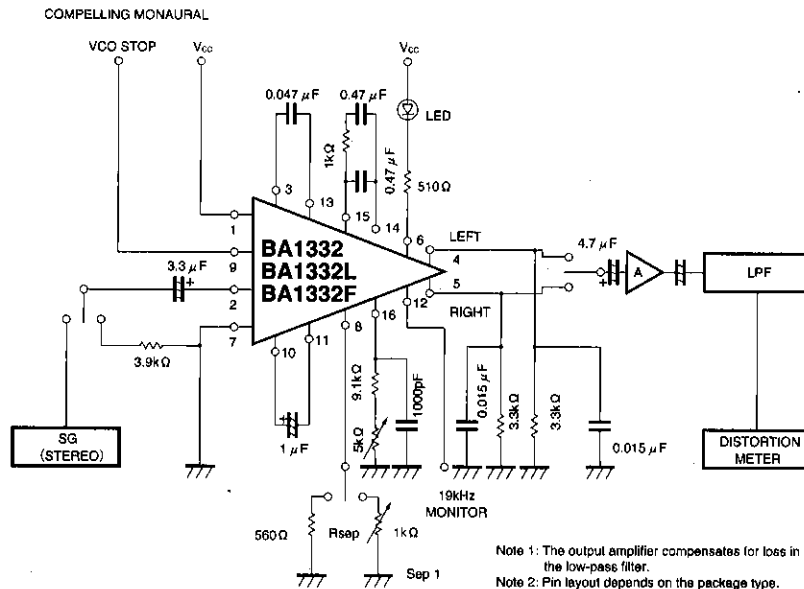 COMPELLING MONAURAL
VCO STOP
Vcc
Vcc
0.047 µF
0.47 µF
LED
1kΩ
0.47 µF
510Ω
3
13
15
14
6
LEFT
4
4.7 µF
1
BA1332
BA1332L
BA1332F
9
3.3 µF
+
2
5
RIGHT
12
16
8
7
10
11
+
A
LPF
3.9kΩ
+
1 µF
9.1kΩ
1000pF
5kΩ
0.015 µF
3.3kΩ
3.3kΩ
0.015 µF
SG
(STEREO)
DISTORTION
METER
19kHz
MONITOR
560Ω
Rsep
1kΩ
Sep 1
Note 1: The output amplifier compensates for loss in
the low-pass filter.
Note 2: Pin layout depends on the package type.